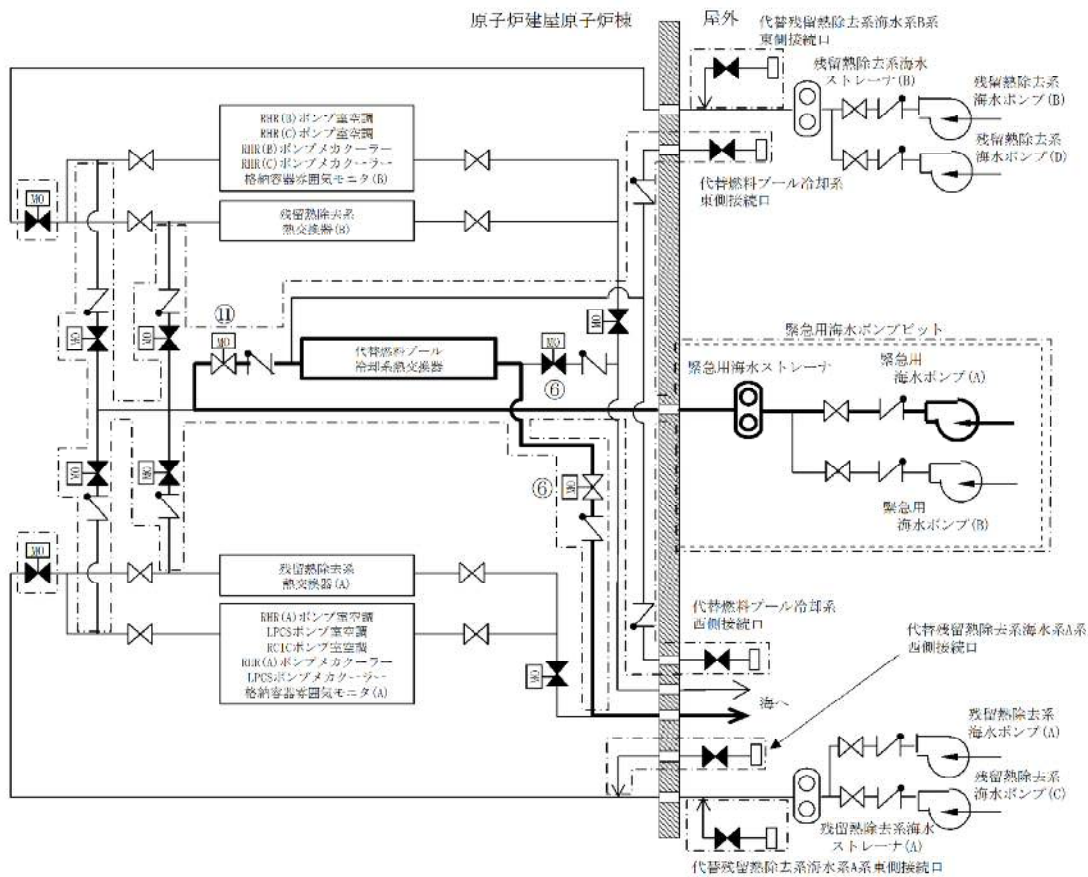 原子炉建屋原子炉棟
屋外
代替残留熱除去系海水系B系
東側接続口
残留熱除去系海水
ストレーナ(B)
残留熱除去系
海水ポンプ(B)
残留熱除去系
海水ポンプ(D)
代替燃料プール冷却系
東側接続口
RHR(B)ポンプ室空調
RHR(C)ポンプ室空調
RHR(B)ポンプメカクーラー
RHR(C)ポンプメカクーラー
格納容器雰囲気モニタ(B)
MO
残留熱除去系
熱交換器(B)
⑪
MO
MO
MO
MO
MO
代替燃料プール
冷却系熱交換器
⑥
緊急用海水ポンプピット
緊急用海水ストレーナ
緊急用
海水ポンプ(A)
緊急用
海水ポンプ(B)
MO
MO
⑥
MO
MO
残留熱除去系
熱交換器(A)
RHR(A)ポンプ室空調
LPCSポンプ室空調
RCICポンプ室空調
RHR(A)ポンプメカクーラー
LPCSポンプメカクーラー
格納容器雰囲気モニタ(A)
MO
代替燃料プール冷却系
西側接続口
代替残留熱除去系海水系A系
西側接続口
海へ
残留熱除去系
海水ポンプ(A)
残留熱除去系
海水ポンプ(C)
残留熱除去系海水
ストレーナ(A)
代替残留熱除去系海水系A系東側接続口